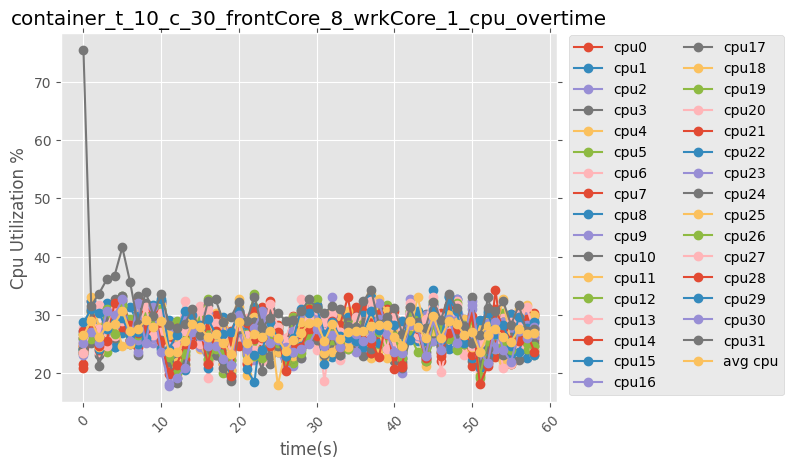 container_t_10_c_30_frontCore_8_wrkCore_1_cpu_overtime
Cpu Utilization %
70
60
50
40
30
20
0
10
20
30
40
50
60
time(s)
cpu0
cpu1
cpu2
cpu3
cpu4
cpu5
cpu6
cpu7
cpu8
cpu9
cpu10
cpu11
cpu12
cpu13
cpu14
cpu15
cpu16
cpu17
cpu18
cpu19
cpu20
cpu21
cpu22
cpu23
cpu24
cpu25
cpu26
cpu27
cpu28
cpu29
cpu30
cpu31
avg cpu